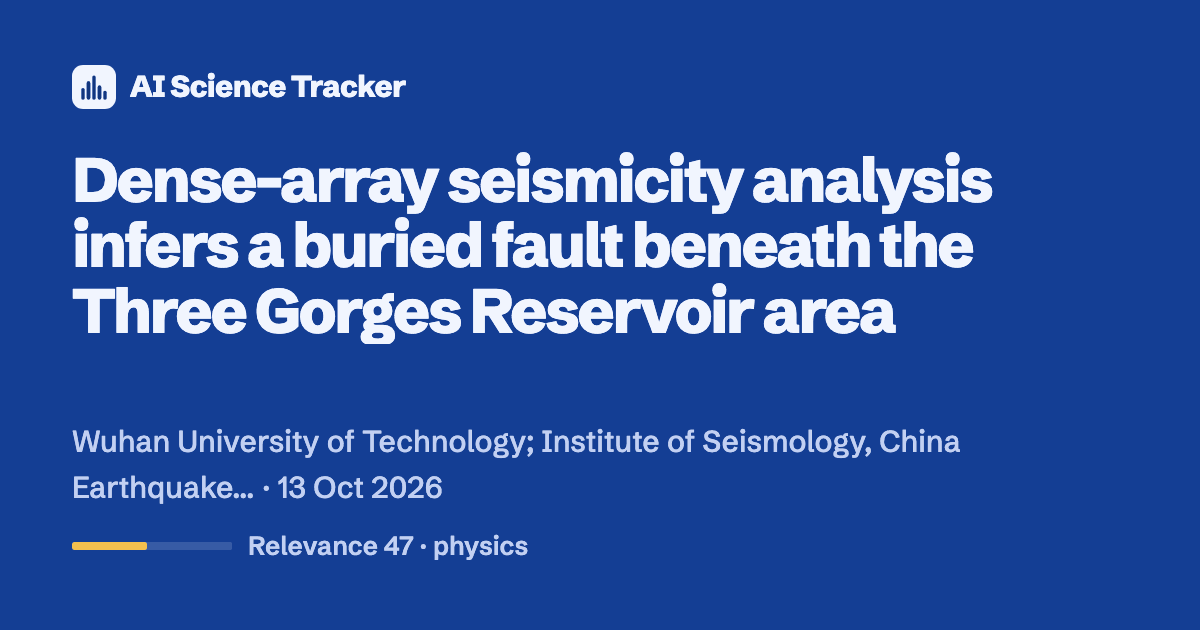 AI Science Tracker
Dense-array seismicity analysis
infers a buried fault beneath the
Three Gorges Reservoir area
Wuhan University of Technology; Institute of Seismology, China
Earthquake... · 13 Oct 2026
Relevance 47 · physics